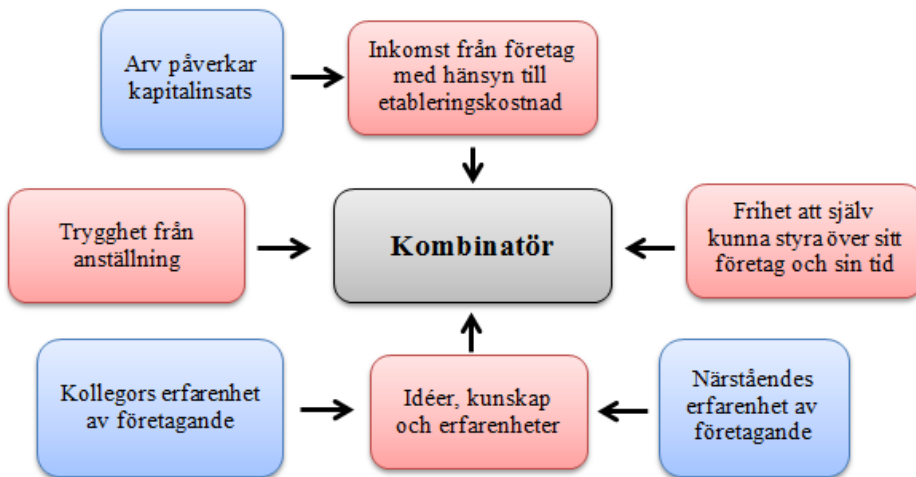 Arv påverkar
kapitalinsats
Inkomst från företag
med hänsyn till
etableringskostnad
Trygghet från
anställning
Kombinatör
Frihet att själv
kunna styra över sitt
företag och sin tid
Kollegors erfarenhet
av företagande
Idéer, kunskap
och erfarenheter
Närståendes
erfarenhet av
företagande